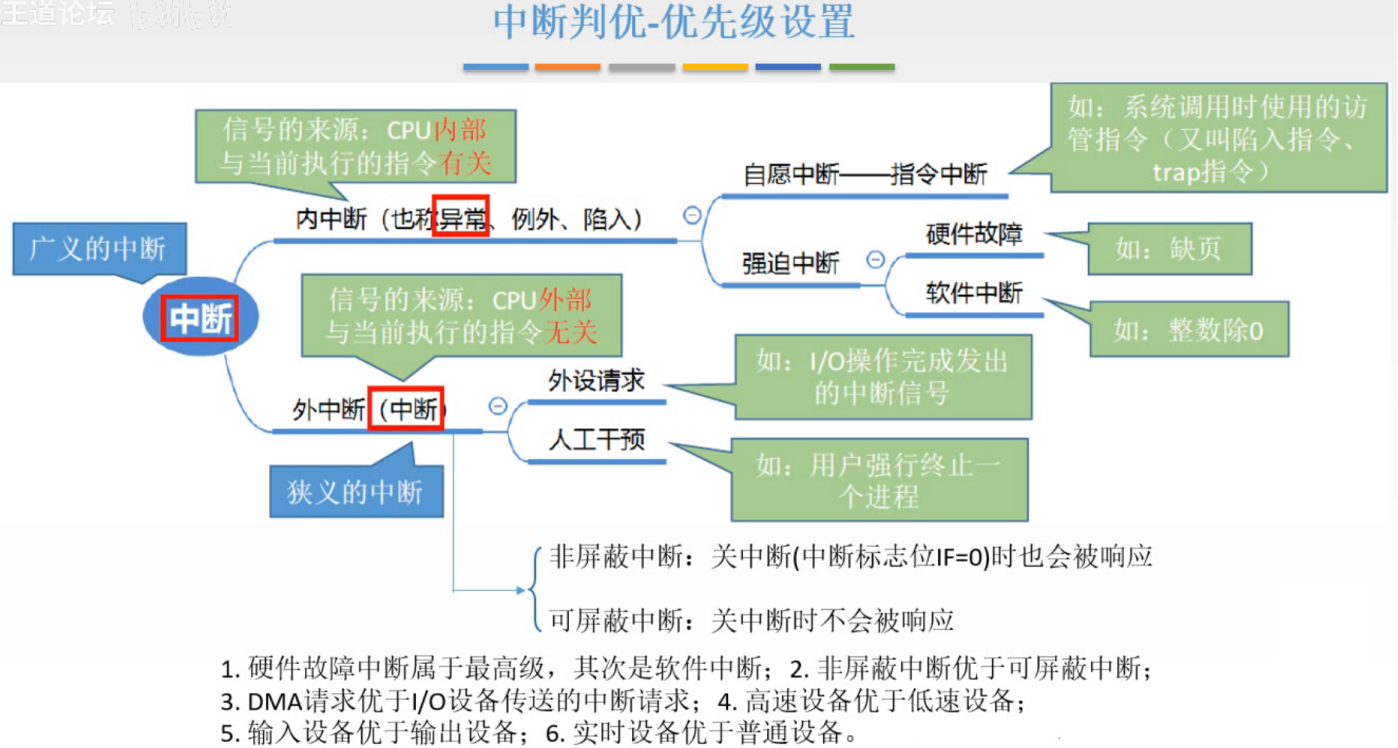 王道论坛
中断判优-优先级设置
信号的来源：CPU内部
与当前执行的指令有关
如：系统调用时使用的访
管指令（又叫陷入指令、
trap指令）
自愿中断——指令中断
内中断（也称异常、例外、陷入）
硬件故障
如：缺页
强迫中断
软件中断
如：整数除0
广义的中断
中断
信号的来源：CPU外部
与当前执行的指令无关
外设请求
如：I/O操作完成发出
的中断信号
外中断（中断）
人工干预
如：用户强行终止一
个进程
狭义的中断
非屏蔽中断：关中断(中断标志位IF=0)时也会被响应
可屏蔽中断：关中断时不会被响应
1. 硬件故障中断属于最高级，其次是软件中断；2. 非屏蔽中断优于可屏蔽中断；
3. DMA请求优于I/O设备传送的中断请求；4. 高速设备优于低速设备；
5. 输入设备优于输出设备；6. 实时设备优于普通设备。